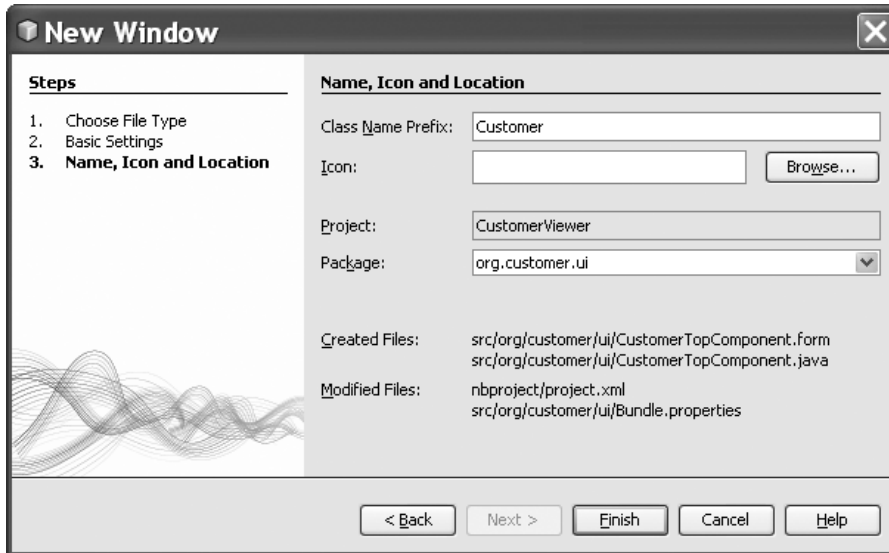 New Window
Steps
1. Choose File Type
2. Basic Settings
3. Name, Icon and Location
Name, Icon and Location
Class Name Prefix: Customer
Icon: Browse...
Project: CustomerViewer
Package: org.customer.ui
Created Files: src/org/customer/ui/CustomerTopComponent.form
src/org/customer/ui/CustomerTopComponent.java
Modified Files: nbproject/project.xml
src/org/customer/ui/Bundle.properties
< Back Next > Finish Cancel Help